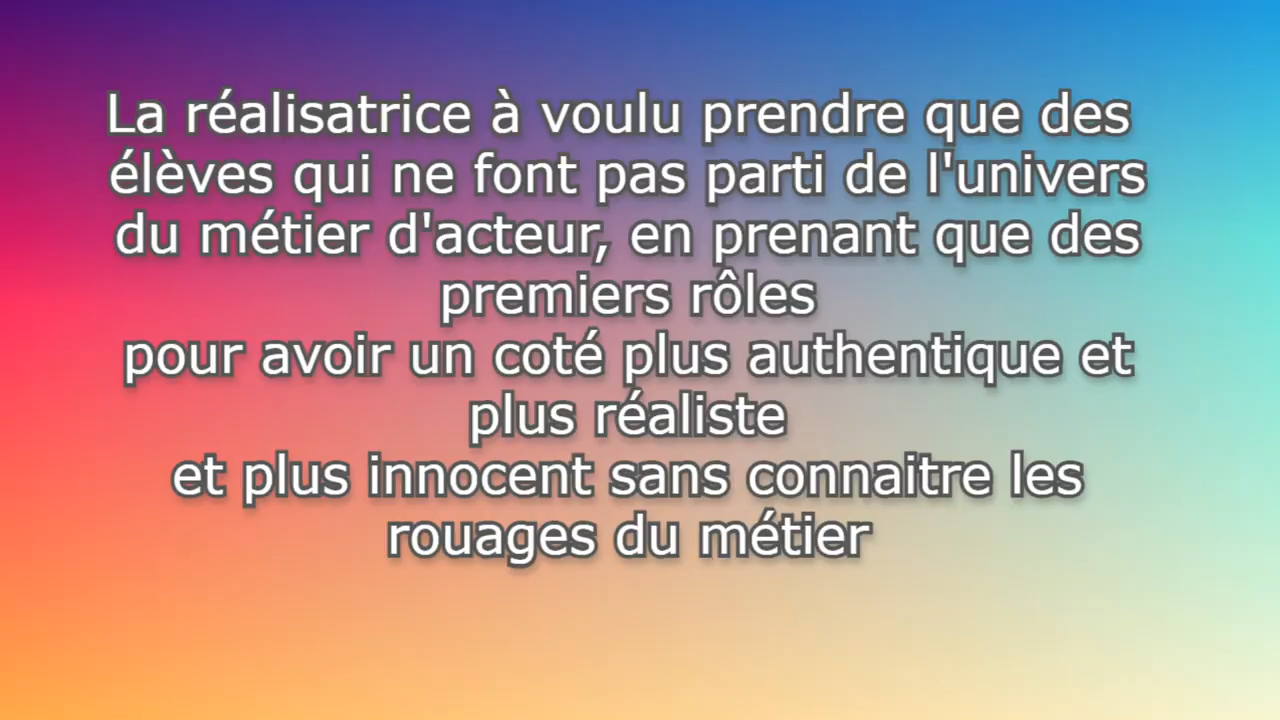 La réalisatrice à voulu prendre que des
élèves qui ne font pas parti de l'univers
du métier d'acteur, en prenant que des
premiers rôles
pour avoir un coté plus authentique et
plus réaliste
et plus innocent sans connaitre les
rouages du métier